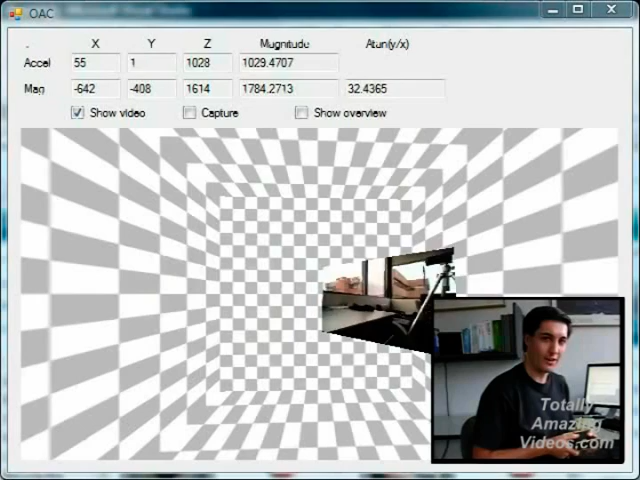 OAC
X Y Z Magnitude Atan(y/x)
Accel 55 1 1028 1029.4707
Mag -642 -408 1614 1784.2713 32.4365
Show video Capture Show overview
Totally
Amazing
Videos.com